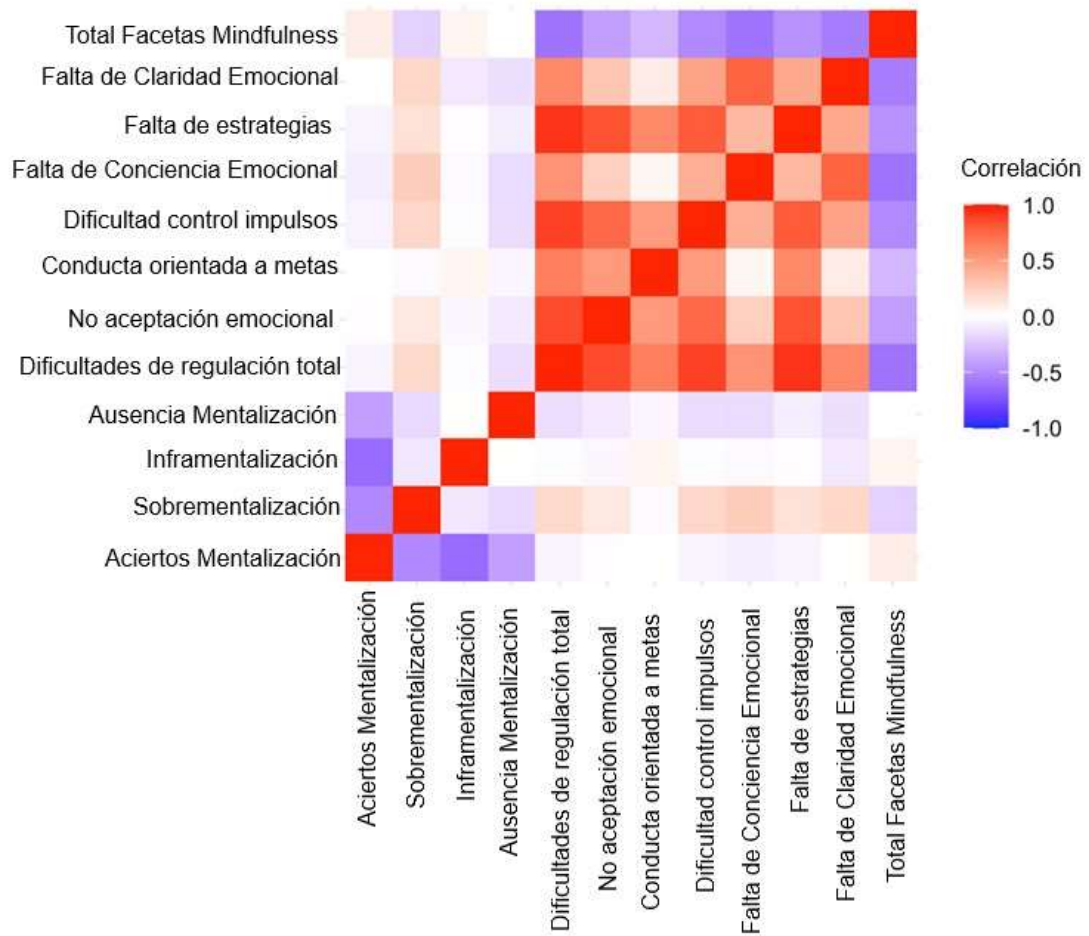 Total Facetas Mindfulness
Falta de Claridad Emocional
Falta de estrategias
Falta de Conciencia Emocional
Dificultad control impulsos
Conducta orientada a metas
No aceptación emocional
Dificultades de regulación total
Ausencia Mentalización
Inframentalización
Sobrementalización
Aciertos Mentalización
Aciertos Mentalización
Sobrementalización
Inframentalización
Ausencia Mentalización
Dificultades de regulación total
No aceptación emocional
Conducta orientada a metas
Dificultad control impulsos
Falta de Conciencia Emocional
Falta de estrategias
Falta de Claridad Emocional
Total Facetas Mindfulness
Correlación
1.0
0.5
0.0
-0.5
-1.0